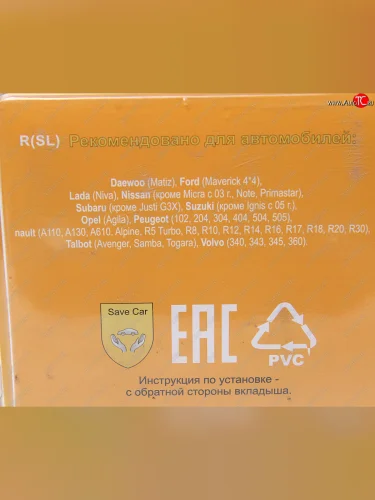 R(SL) Рекомендовано для автомобилей
Daewoo (Matiz), Ford (Maverick 4*4),
Lada (Niva), Nissan (кроме Micra с 03 г., Note, Primastar),
Subaru (кроме Justi G3X), Suzuki (кроме Ignis с 05 г.),
Opel (Agila), Peugeot (102, 204, 304, 404, 504, 505),
nault (A110, A130, A610, Alpine, R5 Turbo, R8, R10, R12, R14, R16, R17, R18, R20, R30),
Talbot (Avenger, Samba, Togara), Volvo (340, 343, 345, 360).
Save Car
EAC
PVC
Инструкция по установке -
с обратной стороны вкладыша.